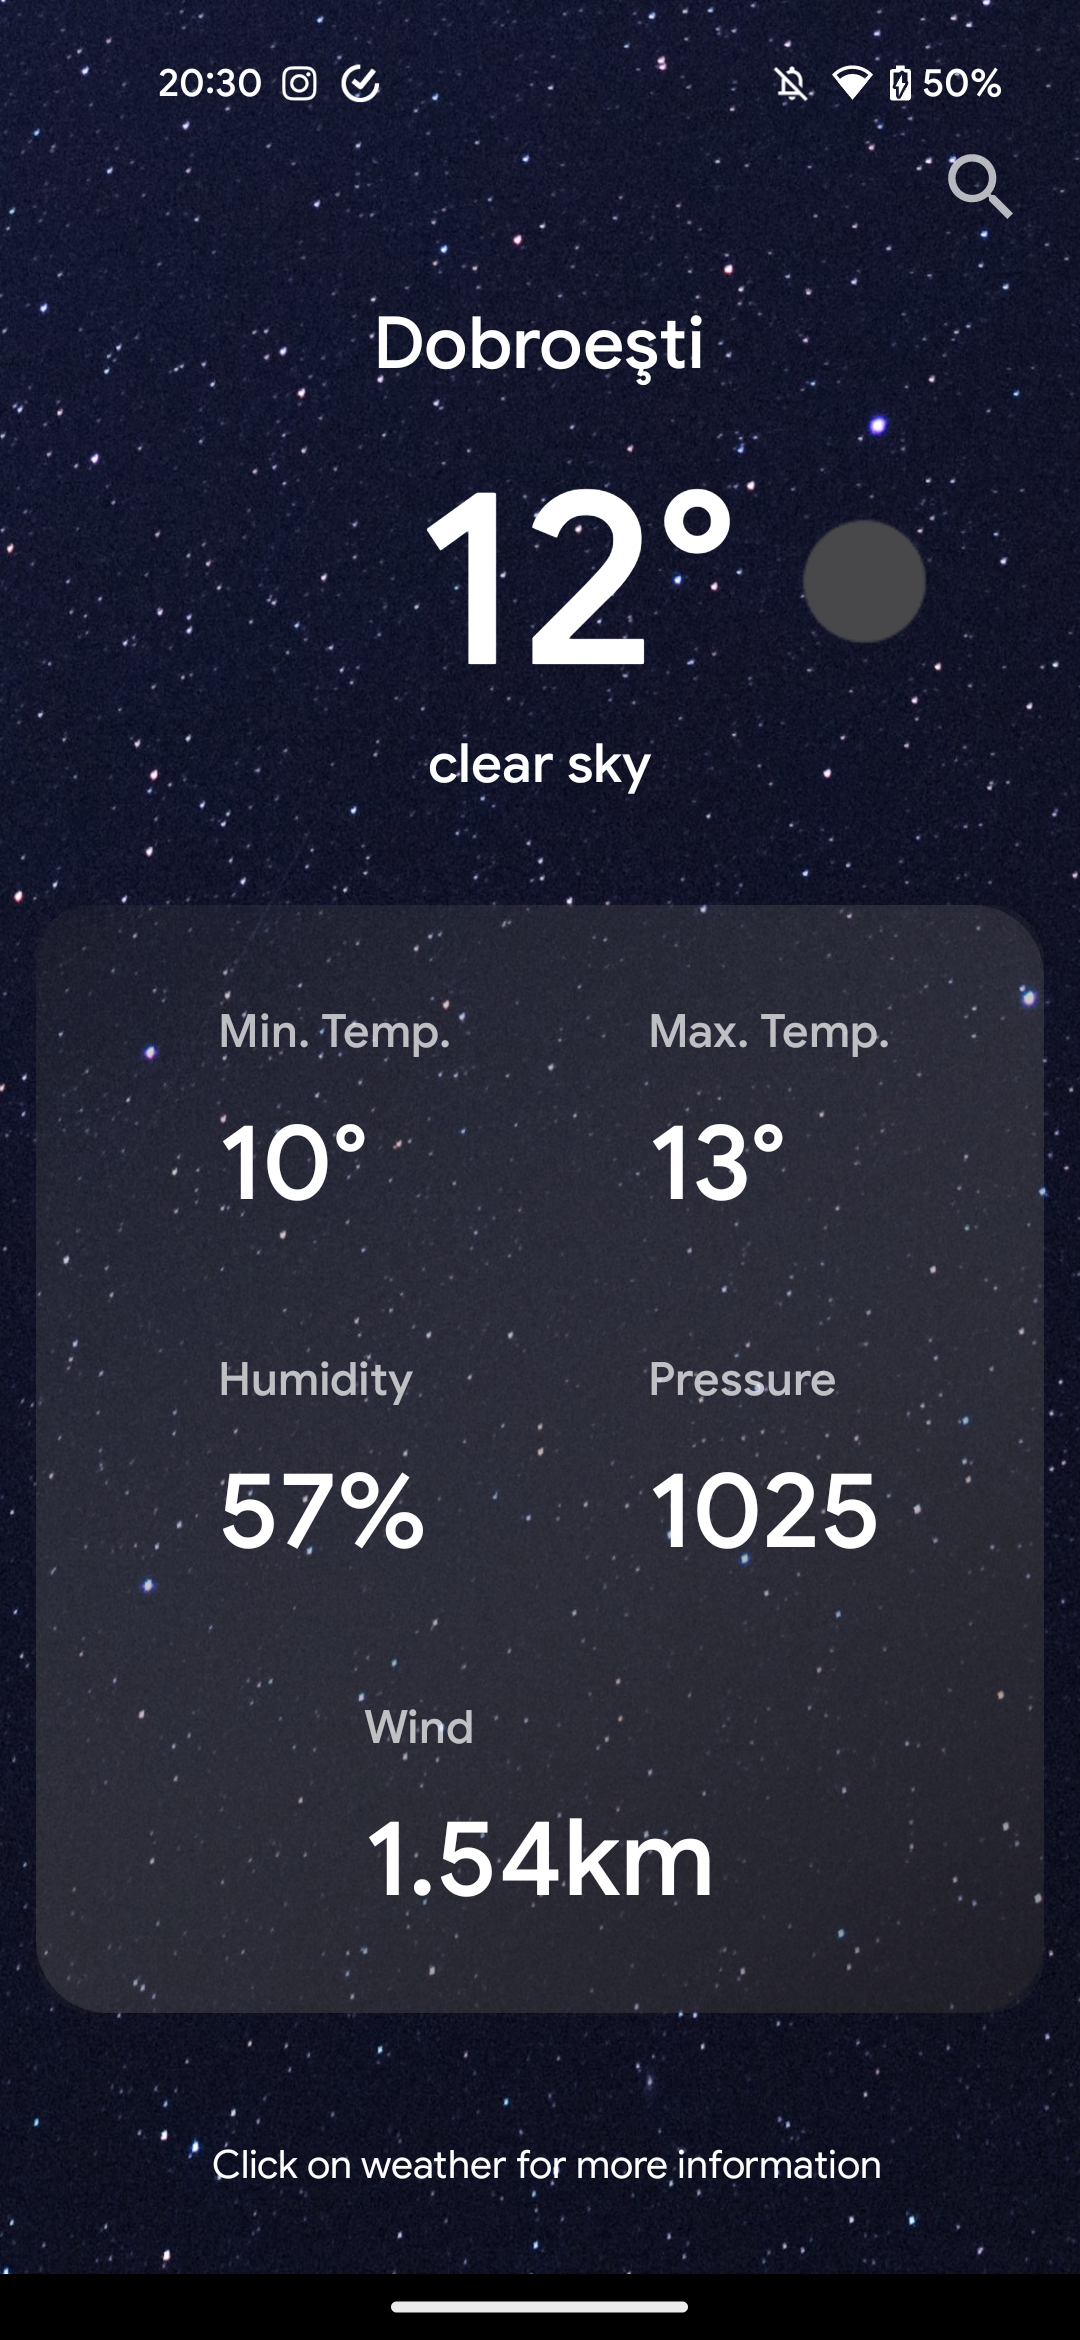 20:30 50%
Dobroeşti
12°
clear sky
Min. Temp. Max. Temp.
10° 13°
Humidity Pressure
57% 1025
Wind
1.54km
Click on weather for more information